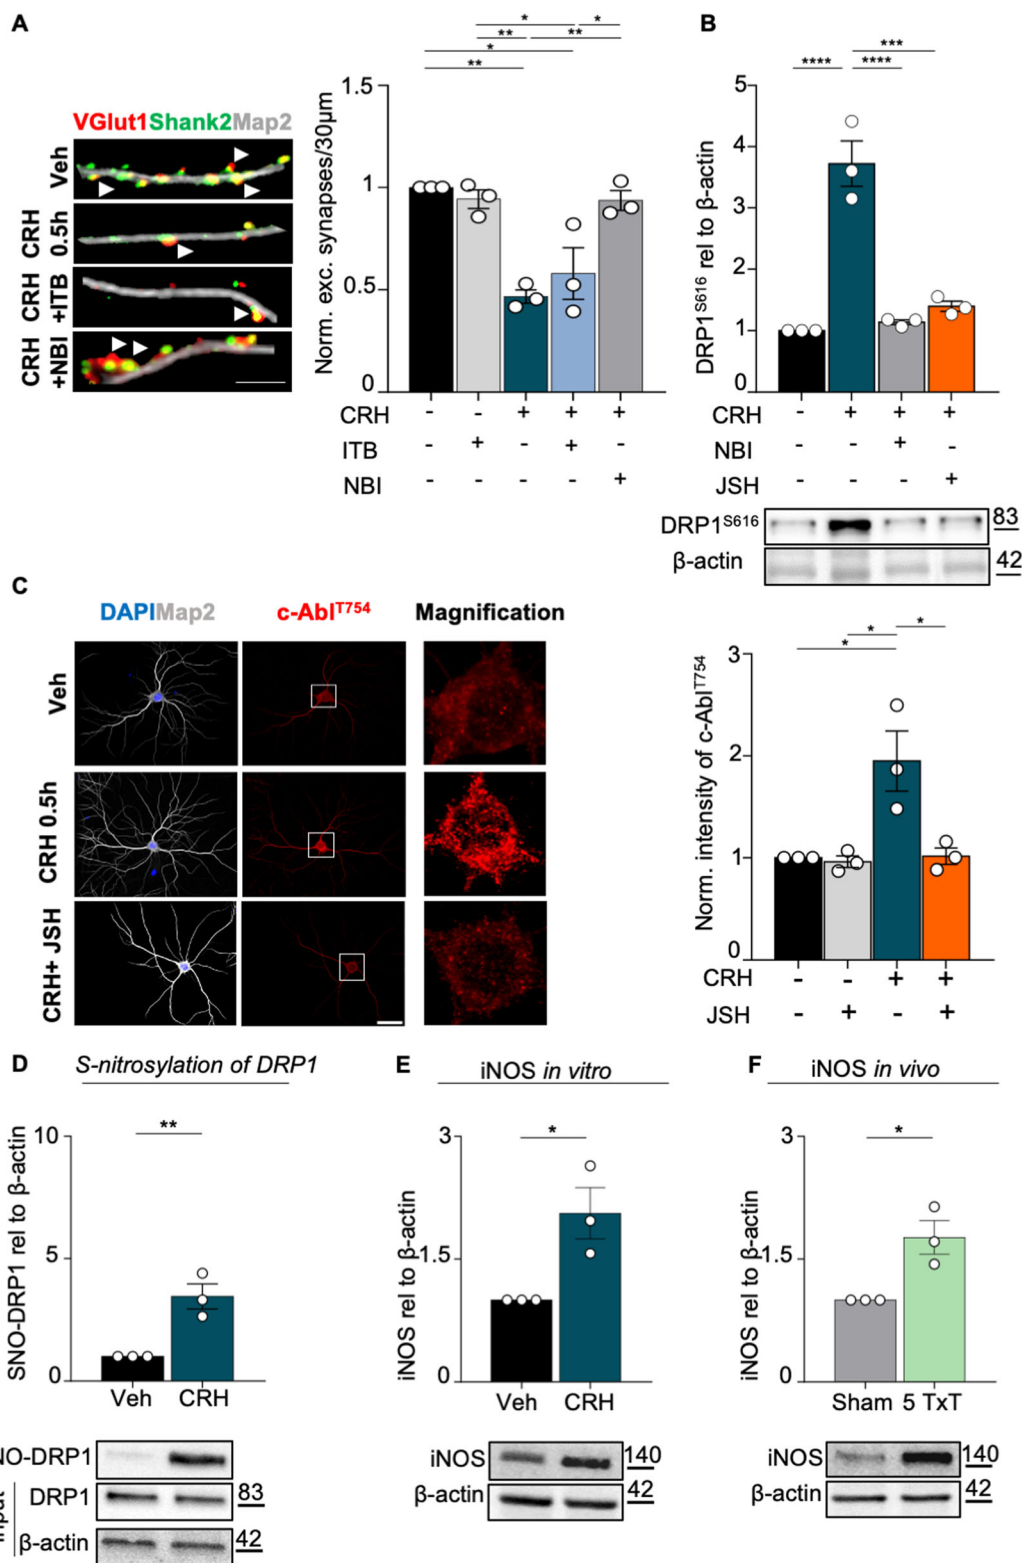 A
* *
** **
*
**
VGlut1Shank2Map2
Veh
CRH
0.5h
CRH
+ITB
CRH
+NBI
Norm. exc. synapses/30µm
1.5
1
0.5
0
CRH - - + + +
ITB - + - + -
NBI - - - - +
B
***
**** ****
DRP1S616 rel to β-actin
5
4
3
2
1
0
CRH - + + +
NBI - - + -
JSH - - - +
DRP1S616 83
β-actin 42
C
DAPIMap2 c-AblT754 Magnification
Veh
CRH 0.5h
CRH+ JSH
* *
*
Norm. intensity of c-AblT754
3
2
1
0
CRH - - + +
JSH - + - +
D S-nitrosylation of DRP1
**
SNO-DRP1 rel to β-actin
10
5
0
Veh CRH
NO-DRP1
DRP1 83
β-actin 42
E iNOS in vitro
*
iNOS rel to β-actin
3
1.5
0
Veh CRH
iNOS 140
β-actin 42
F iNOS in vivo
*
iNOS rel to β-actin
3
1.5
0
Sham 5 TxT
iNOS 140
β-actin 42